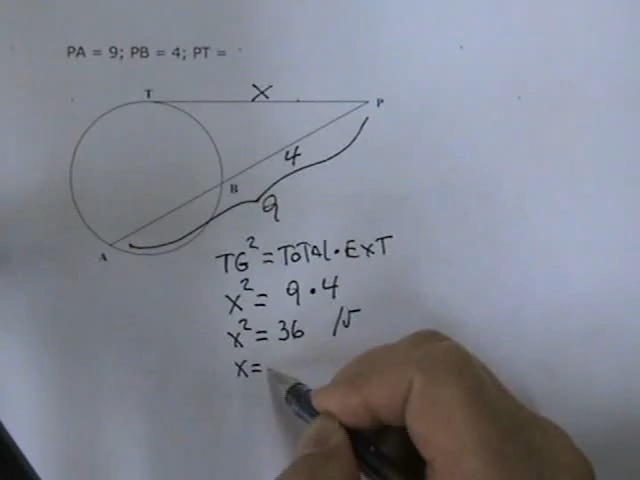 PA = 9; PB = 4; PT =
T
X
P
4
B
9
A
TG² = TOTAL · EXT
X² = 9 · 4
X² = 36 /√
X=